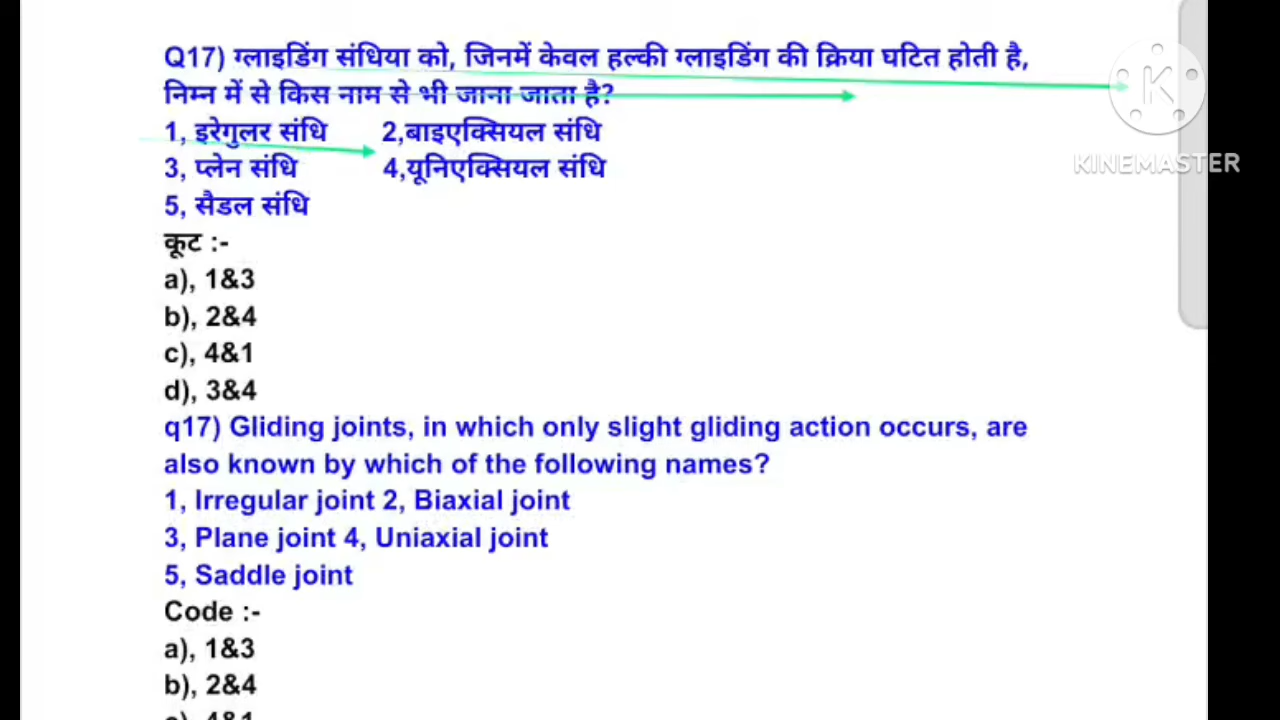 Q17) ग्लाइडिंग संधिया को, जिनमें केवल हल्की ग्लाइडिंग की क्रिया घटित होती है,
निम्न में से किस नाम से भी जाना जाता है?
1, इरेगुलर संधि 2,बाइएक्सियल संधि
3, प्लेन संधि 4,यूनिएक्सियल संधि
5, सैडल संधि
कूट :-
a), 1&3
b), 2&4
c), 4&1
d), 3&4
q17) Gliding joints, in which only slight gliding action occurs, are
also known by which of the following names?
1, Irregular joint 2, Biaxial joint
3, Plane joint 4, Uniaxial joint
5, Saddle joint
Code :-
a), 1&3
b), 2&4
c), 4&1
K
KINEMASTER